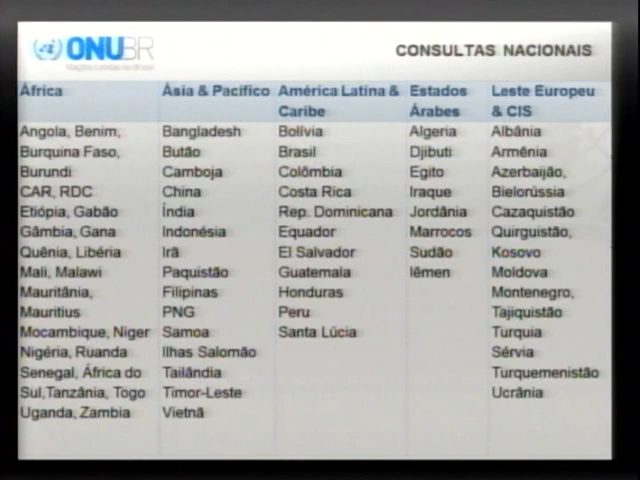 ONUBR
Nações Unidas no Brasil
CONSULTAS NACIONAIS
África
Angola, Benim,
Burquina Faso,
Burundi
CAR, RDC
Etiópia, Gabão
Gâmbia, Gana
Quênia, Libéria
Mali, Malawi
Mauritânia,
Mauritius
Mocambique, Niger
Nigéria, Ruanda
Senegal, África do
Sul,Tanzânia, Togo
Uganda, Zambia
Ásia & Pacífico
Bangladesh
Butão
Camboja
China
Índia
Indonésia
Irã
Paquistão
Filipinas
PNG
Samoa
Ilhas Salomão
Tailândia
Timor-Leste
Vietnã
América Latina &
Caribe
Bolívia
Brasil
Colômbia
Costa Rica
Rep. Dominicana
Equador
El Salvador
Guatemala
Honduras
Peru
Santa Lúcia
Estados
Árabes
Algeria
Djibuti
Egito
Iraque
Jordânia
Marrocos
Sudão
Iêmen
Leste Europeu
& CIS
Albânia
Armênia
Azerbaijão,
Bielorússia
Cazaquistão
Quirguistão,
Kosovo
Moldova
Montenegro,
Tajiquistão
Turquia
Sérvia
Turquemenistão
Ucrânia